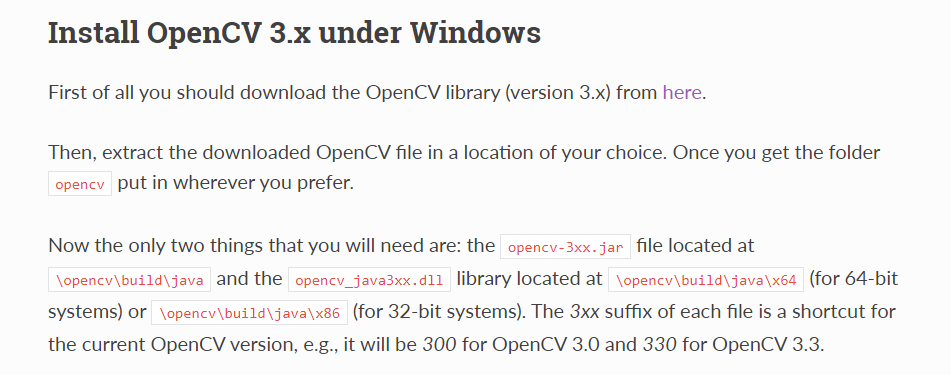 Install OpenCV 3.x under Windows
First of all you should download the OpenCV library (version 3.x) from here.
Then, extract the downloaded OpenCV file in a location of your choice. Once you get the folder
opencv put in wherever you prefer.
Now the only two things that you will need are: the opencv-3xx.jar file located at
\opencv\build\java and the opencv_java3xx.dll library located at \opencv\build\java\x64 (for 64-bit
systems) or \opencv\build\java\x86 (for 32-bit systems). The 3xx suffix of each file is a shortcut for
the current OpenCV version, e.g., it will be 300 for OpenCV 3.0 and 330 for OpenCV 3.3.